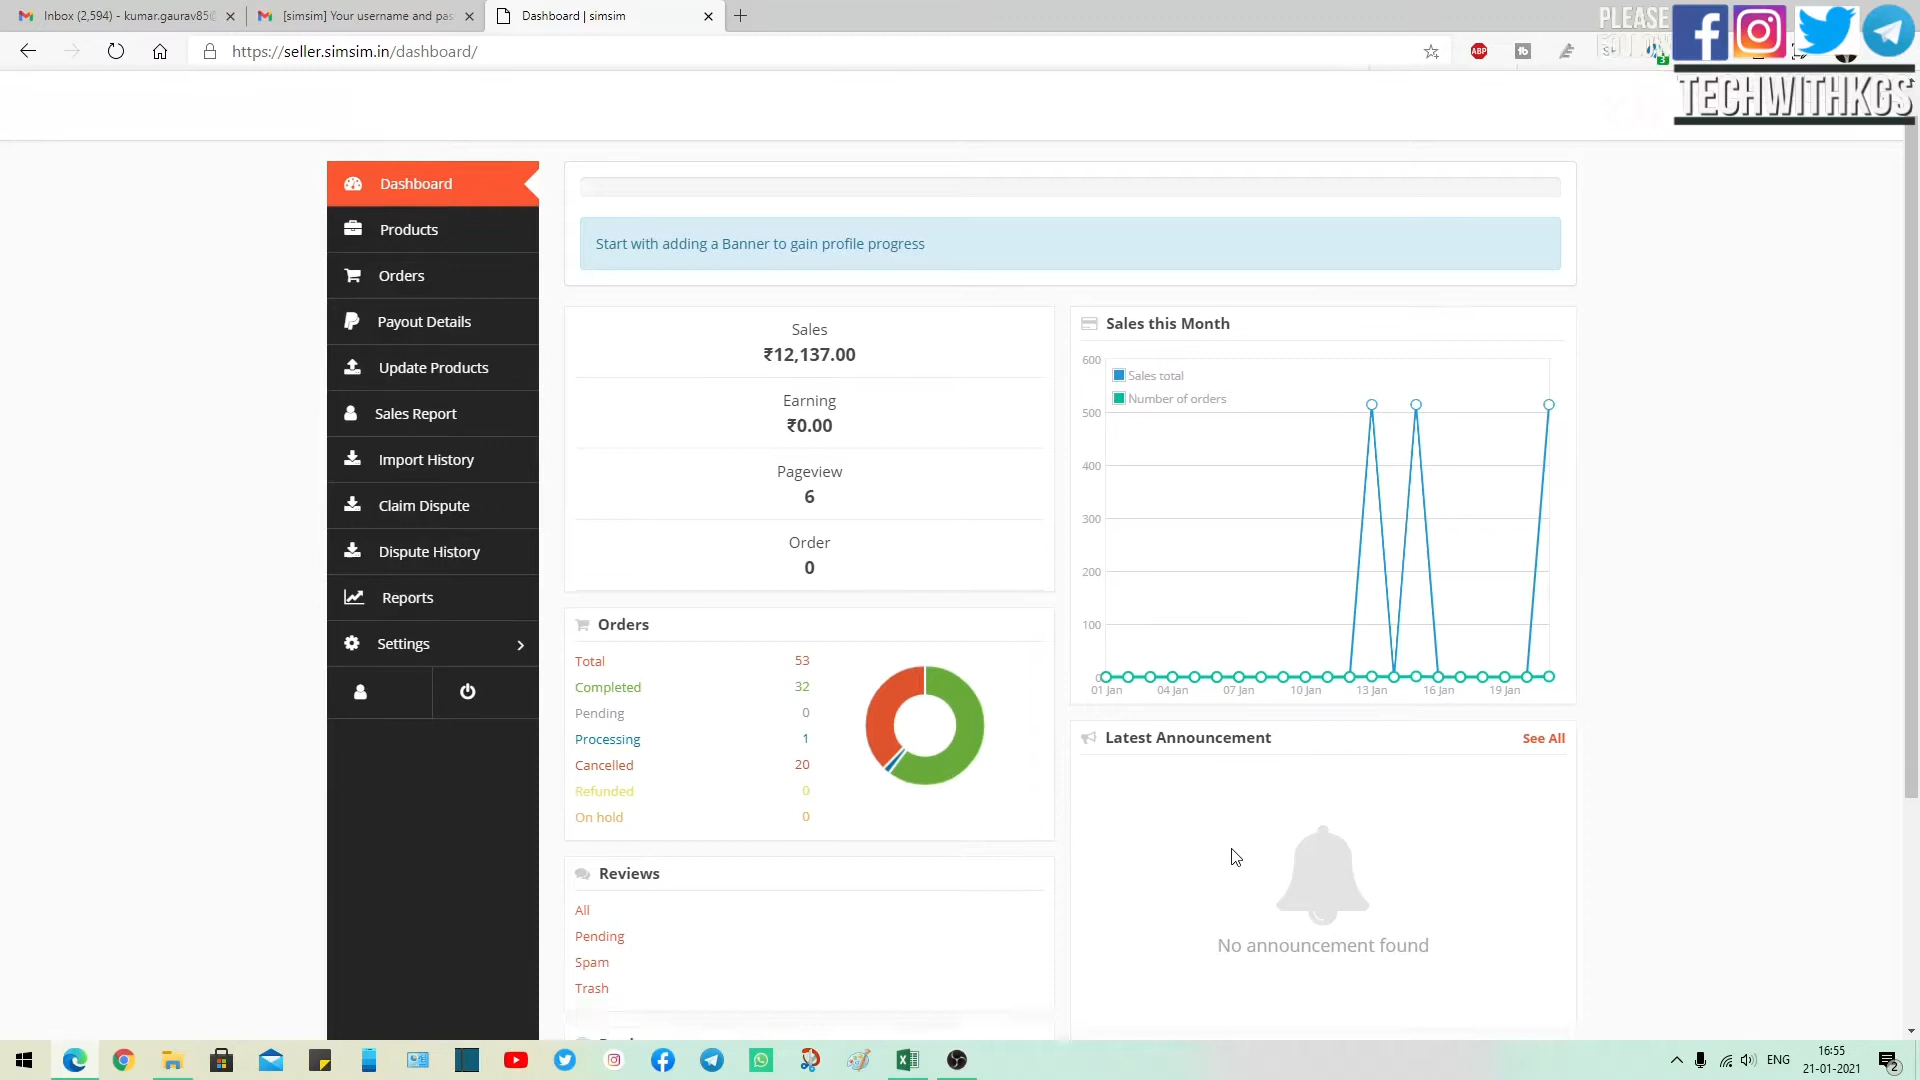 Inbox (2,594) - kumar.gaurav85@
[simsim] Your username and pas
Dashboard | simsim
PLEASE
https://seller.simsim.in/dashboard/
ABP
3
TECHWITHKGS
Dashboard
Products
Orders
Payout Details
Update Products
Sales Report
Import History
Claim Dispute
Dispute History
Reports
Settings
Start with adding a Banner to gain profile progress
Sales
₹12,137.00
Earning
₹0.00
Pageview
6
Order
0
Orders
Total 53
Completed 32
Pending 0
Processing 1
Cancelled 20
Refunded 0
On hold 0
Reviews
All
Pending
Spam
Trash
Sales this Month
Sales total
Number of orders
600
500
400
300
200
100
0
01 Jan 04 Jan 07 Jan 10 Jan 13 Jan 16 Jan 19 Jan
Latest Announcement See All
No announcement found
ENG
16:55
21-01-2021
2